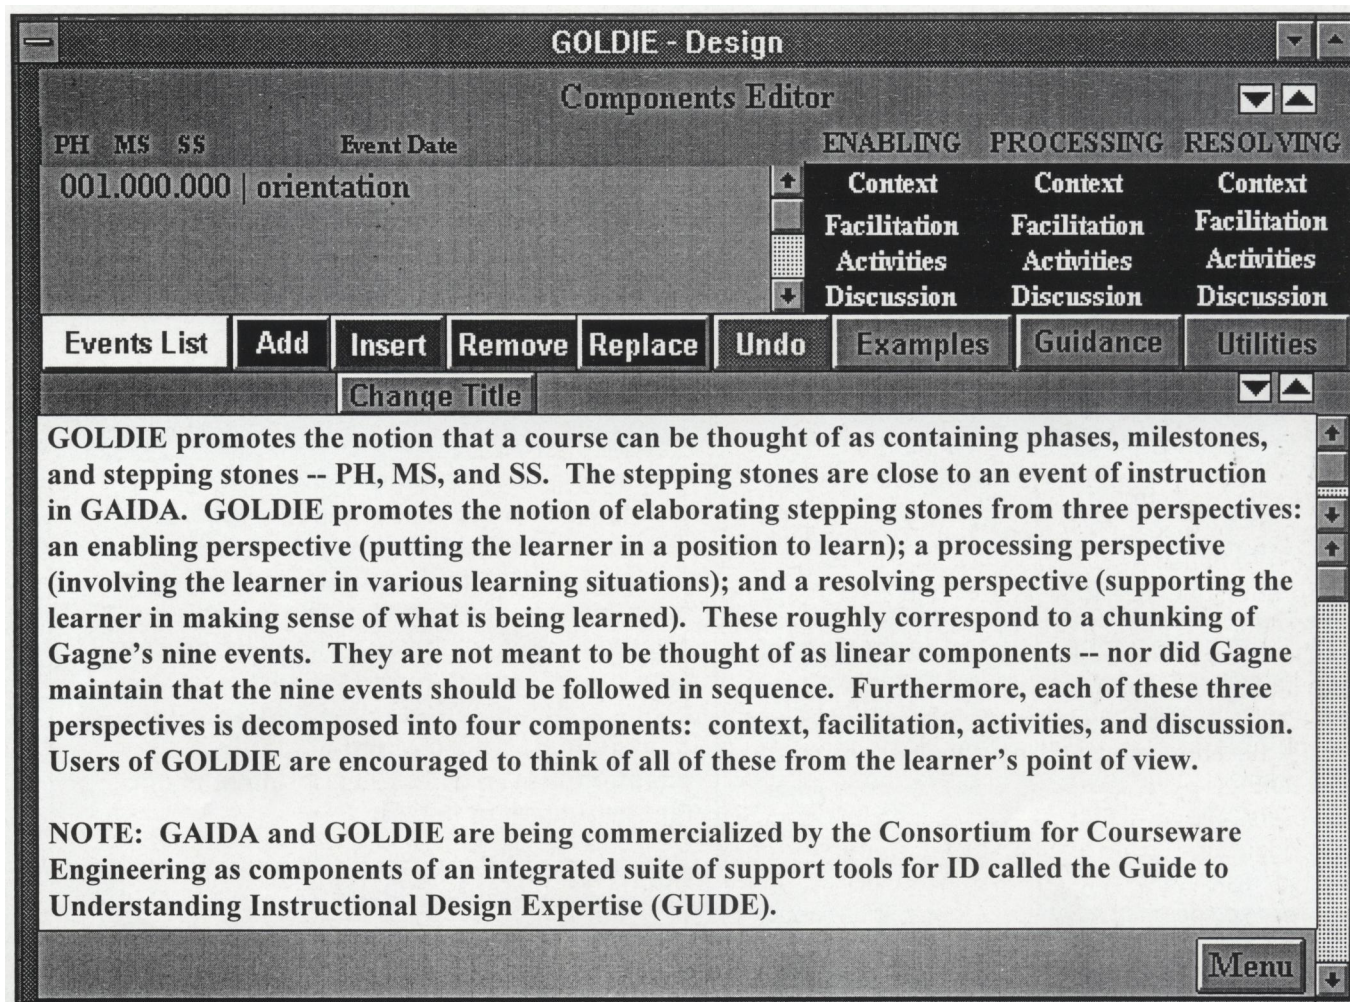 GOLDIE - Design
Components Editor
PH MS SS Event Date ENABLING PROCESSING RESOLVING
001.000.000 | orientation
Context Context Context
Facilitation Facilitation Facilitation
Activities Activities Activities
Discussion Discussion Discussion
Events List Add Insert Remove Replace Undo Examples Guidance Utilities
Change Title
GOLDIE promotes the notion that a course can be thought of as containing phases, milestones,
and stepping stones -- PH, MS, and SS. The stepping stones are close to an event of instruction
in GAIDA. GOLDIE promotes the notion of elaborating stepping stones from three perspectives:
an enabling perspective (putting the learner in a position to learn); a processing perspective
(involving the learner in various learning situations); and a resolving perspective (supporting the
learner in making sense of what is being learned). These roughly correspond to a chunking of
Gagne's nine events. They are not meant to be thought of as linear components -- nor did Gagne
maintain that the nine events should be followed in sequence. Furthermore, each of these three
perspectives is decomposed into four components: context, facilitation, activities, and discussion.
Users of GOLDIE are encouraged to think of all of these from the learner's point of view.
NOTE: GAIDA and GOLDIE are being commercialized by the Consortium for Courseware
Engineering as components of an integrated suite of support tools for ID called the Guide to
Understanding Instructional Design Expertise (GUIDE).
Menu